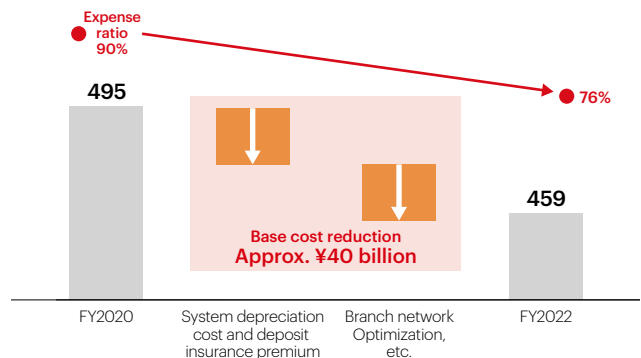 Expense
ratio
90%
76%
495
459
Base cost reduction
Approx. ¥40 billion
FY2020
System depreciation
cost and deposit
insurance premium
Branch network
Optimization,
etc.
FY2022